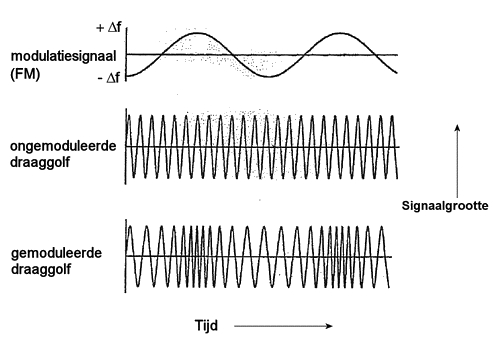 + Δf
modulatiesignaal
(FM)
- Δf
ongemoduleerde
draaggolf
Signaalgrootte
gemoduleerde
draaggolf
Tijd